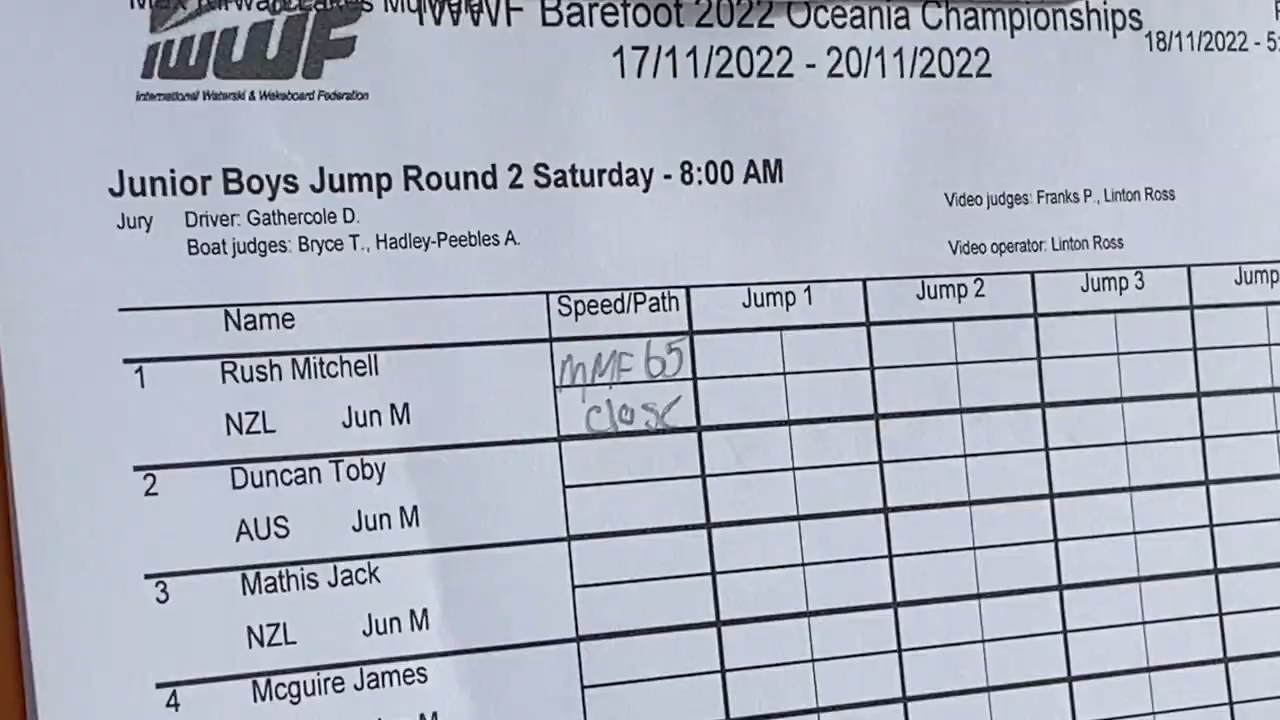 IWWF Barefoot 2022 Oceania Championships
17/11/2022 - 20/11/2022
18/11/2022 - 5:
IWWF
International Waterski & Wakeboard Federation
Junior Boys Jump Round 2 Saturday - 8:00 AM
Jury Driver: Gathercole D.
Boat judges: Bryce T., Hadley-Peebles A.
Video judges: Franks P., Linton Ross
Video operator: Linton Ross
Name Speed/Path Jump 1 Jump 2 Jump 3 Jump
1 Rush Mitchell MMF 65
NZL Jun M close
2 Duncan Toby
AUS Jun M
3 Mathis Jack
NZL Jun M
4 Mcguire James
M